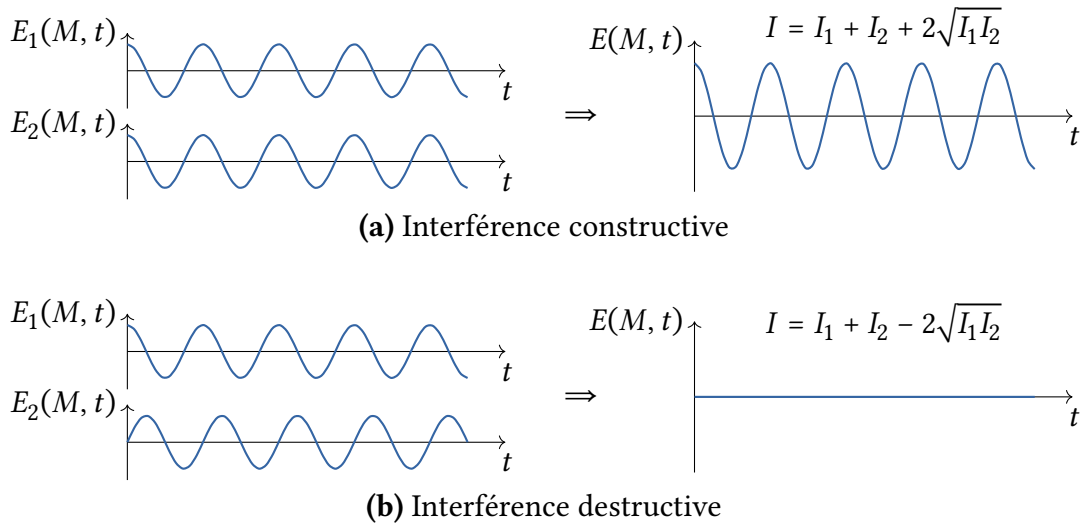 E₁(M, t)
t
E₂(M, t)
t
⇒
E(M, t)
I = I₁ + I₂ + 2√(I₁I₂)
t
(a) Interférence constructive
E₁(M, t)
t
E₂(M, t)
t
⇒
E(M, t)
I = I₁ + I₂ − 2√(I₁I₂)
t
(b) Interférence destructive